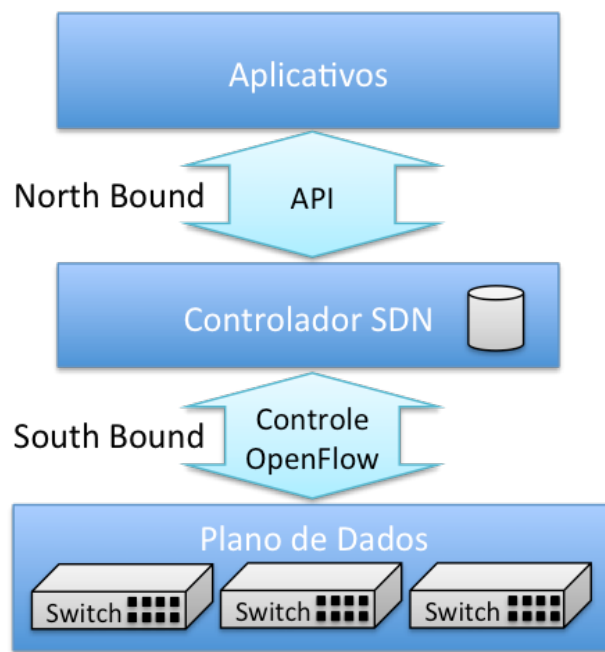 Aplicativos
North Bound
API
Controlador SDN
South Bound
Controle
OpenFlow
Plano de Dados
Switch
Switch
Switch